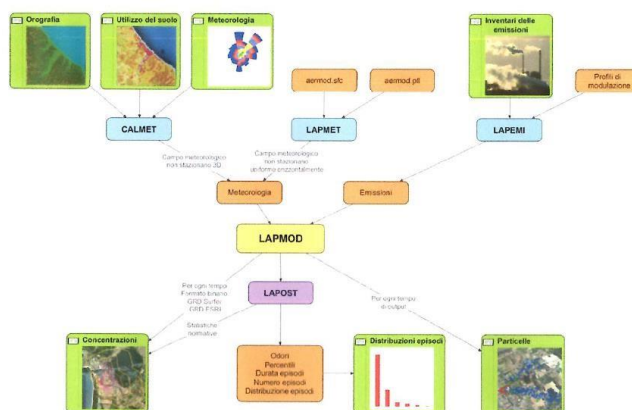 Orografia
Utilizzo del suolo
Meteorologia
Inventari delle
emissioni
aermod.sfc
aermod.pfl
Profili di
modulazione
CALMET
LAPMET
LAPEMI
Campo meteorologico
non stazionario 3D
Campo meteorologico
non stazionario
uniforme orizzontalmente
Meteorologia
Emissioni
LAPMOD
Per ogni tempo
Formato binario
GRD Surfer
GRD ESRI
LAPOST
Per ogni tempo
di output
Statistiche
normative
Concentrazioni
Odori
Percentili
Durata episodi
Numero episodi
Distribuzione episodi
Distribuzioni episodi
Particelle